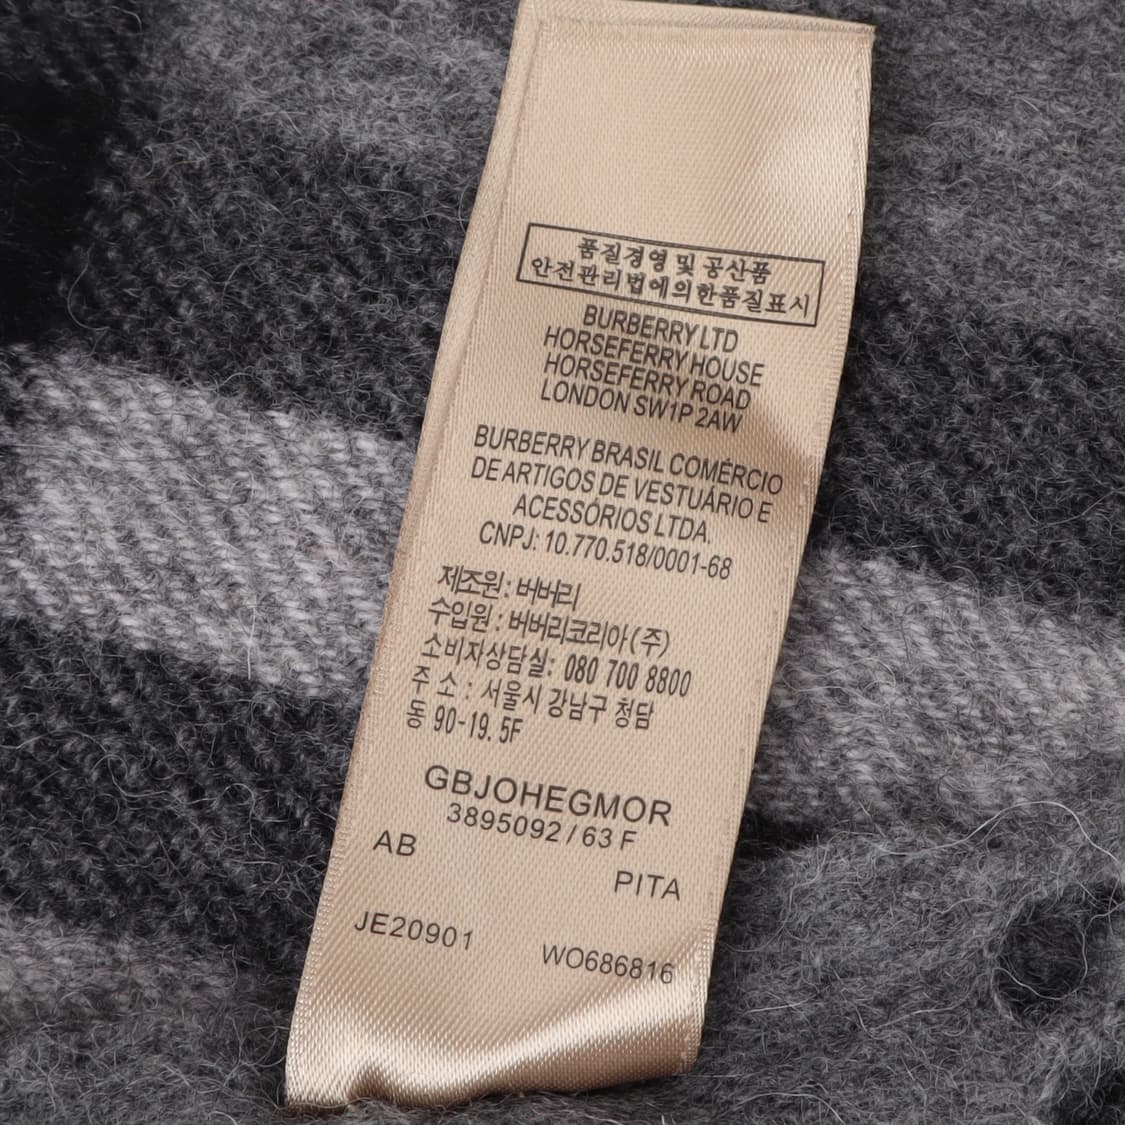 품질경영 및 공산품
안전관리법에의한품질표시
BURBERRY LTD
HORSEFERRY HOUSE
HORSEFERRY ROAD
LONDON SW1P 2AW
BURBERRY BRASIL COMÉRCIO
DE ARTIGOS DE VESTUÁRIO E
ACESSÓRIOS LTDA.
CNPJ: 10.770.518/0001-68
제조원 : 버버리
수입원 : 버버리코리아 (주)
소비자상담실: 080 700 8800
주 소 : 서울시 강남구 청담
동 90-19. 5F
GBJOHEGMOR
3895092 / 63 F
AB
PITA
JE20901
WO686816